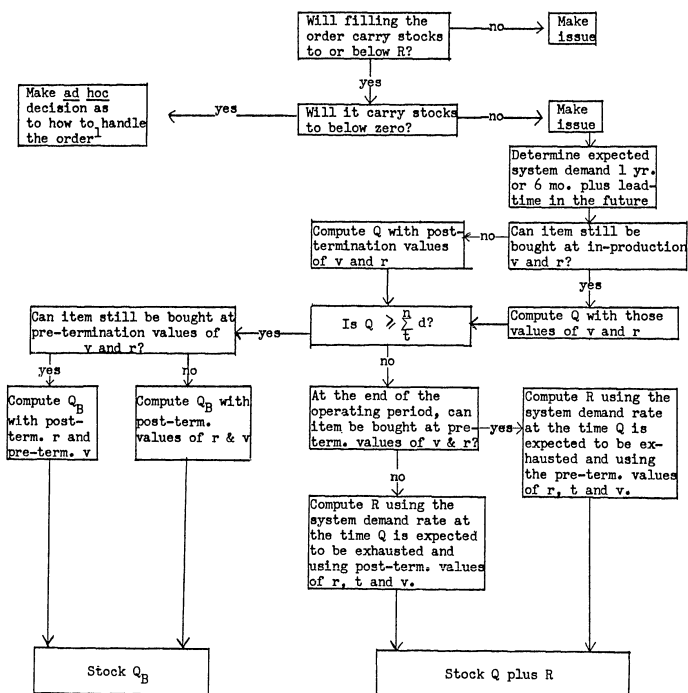 Will filling the
order carry stocks
to or below R?
no
Make
issue
yes
Make ad hoc
decision as
to how to handle
the order1
yes
Will it carry stocks
to below zero?
no
Make
issue
Determine expected
system demand 1 yr.
or 6 mo. plus lead-
time in the future
Compute Q with post-
termination values
of v and r
no
Can item still be
bought at in-production
v and r?
yes
Can item still be bought at
pre-termination values of
v and r?
yes
Is Q ⩾ n∑t d?
Compute Q with those
values of v and r
yes
no
no
Compute QB
with post-
term. r and
pre-term. v
Compute QB with
post-term.
values of r & v
At the end of the
operating period, can
item be bought at pre-
term. values of v & r?
yes
Compute R using the
system demand rate
at the time Q is
expected to be ex-
hausted and using
the pre-term. values
of r, t and v.
no
Compute R using the
system demand rate at
the time Q is expected
to be exhausted and
using post-term. values
of r, t and v.
Stock QB
Stock Q plus R